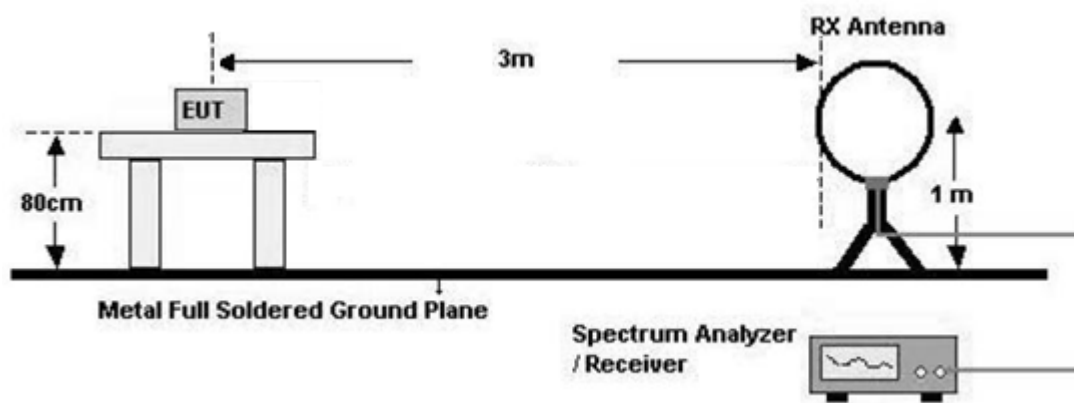 RX Antenna
3m
EUT
80cm
1 m
Metal Full Soldered Ground Plane
Spectrum Analyzer
/ Receiver